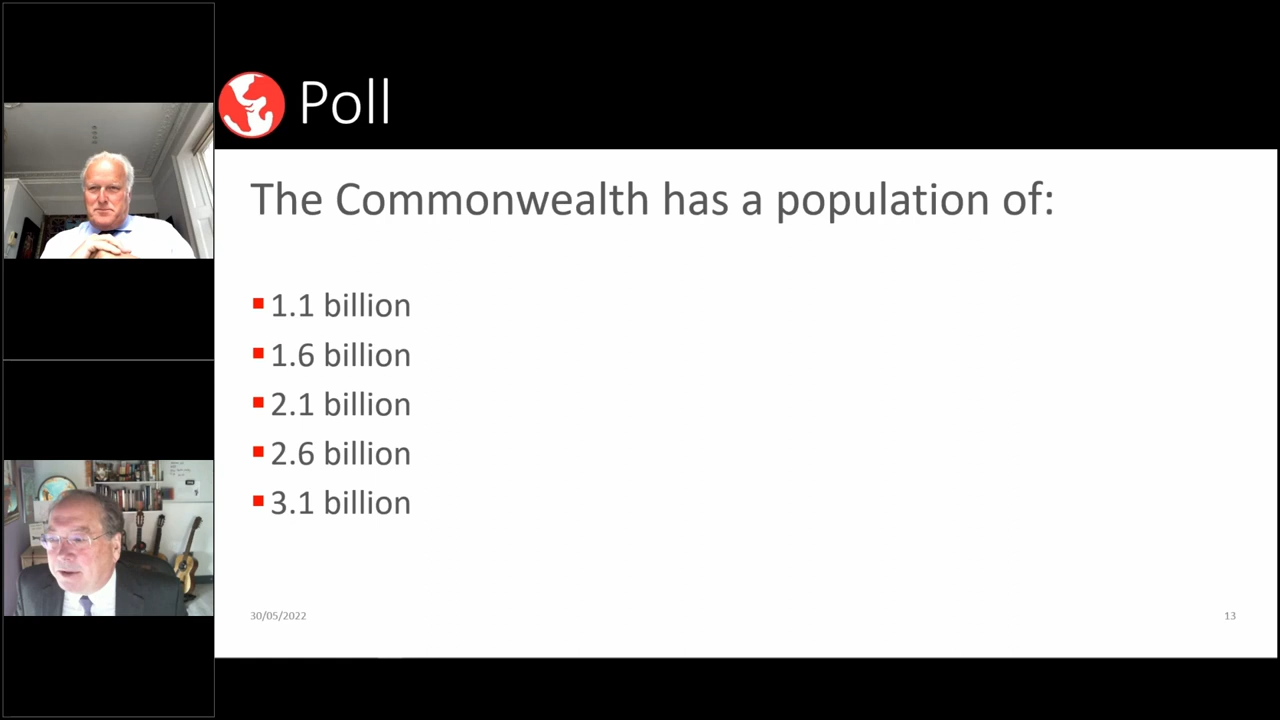 Poll
The Commonwealth has a population of:
1.1 billion
1.6 billion
2.1 billion
2.6 billion
3.1 billion
30/05/2022
13